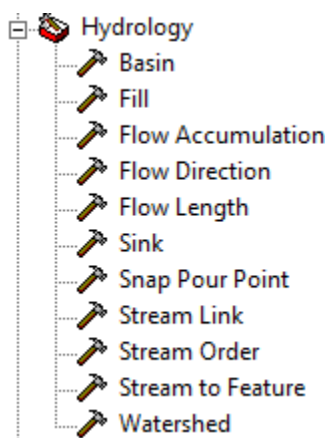 Hydrology
Basin
Fill
Flow Accumulation
Flow Direction
Flow Length
Sink
Snap Pour Point
Stream Link
Stream Order
Stream to Feature
Watershed